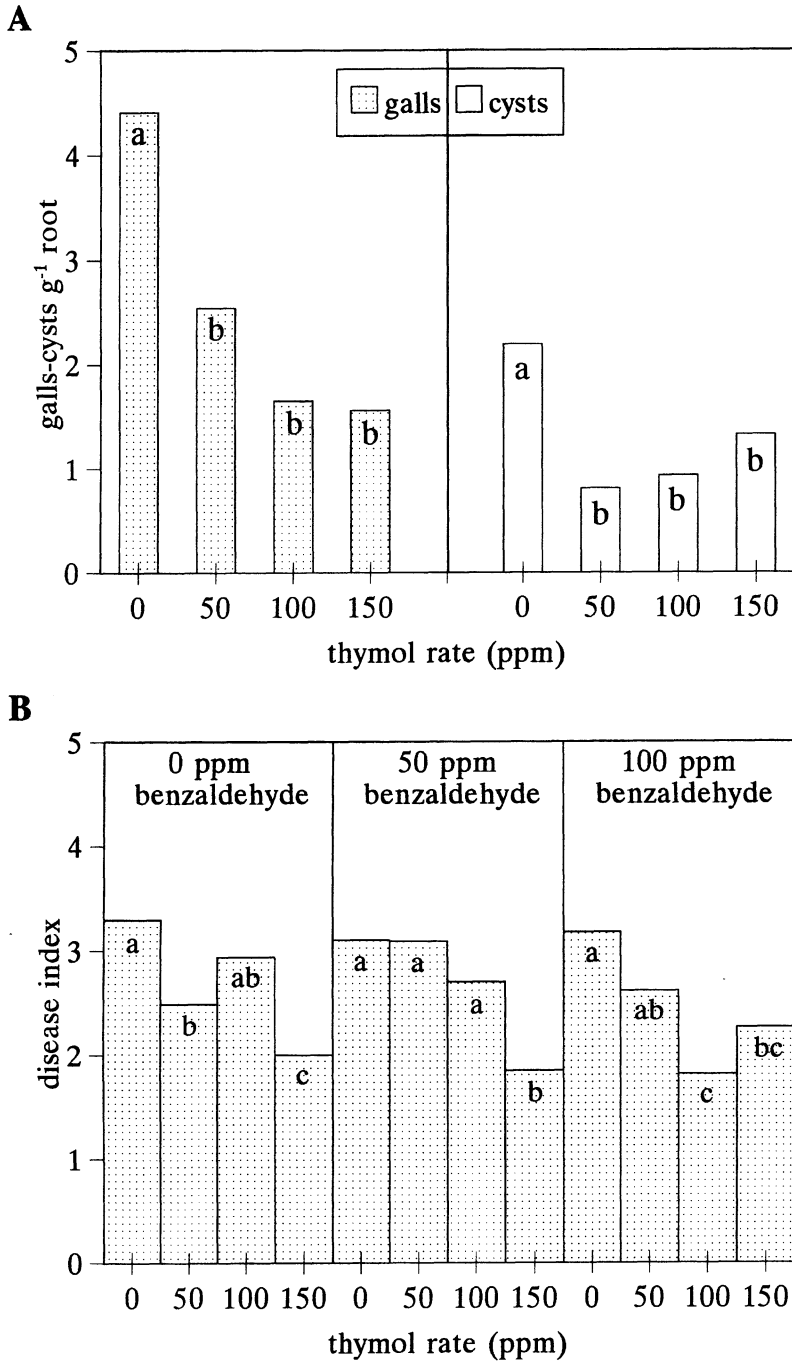 A
5
4
3
2
1
0
galls-cysts g⁻¹ root
galls cysts
a
b
b
b
a
b
b
b
0 50 100 150 0 50 100 150
thymol rate (ppm)
B
5
4
3
2
1
0
disease index
0 ppm
benzaldehyde
50 ppm
benzaldehyde
100 ppm
benzaldehyde
a
b
ab
c
a
a
a
b
a
ab
c
bc
0 50 100 150 0 50 100 150 0 50 100 150
thymol rate (ppm)